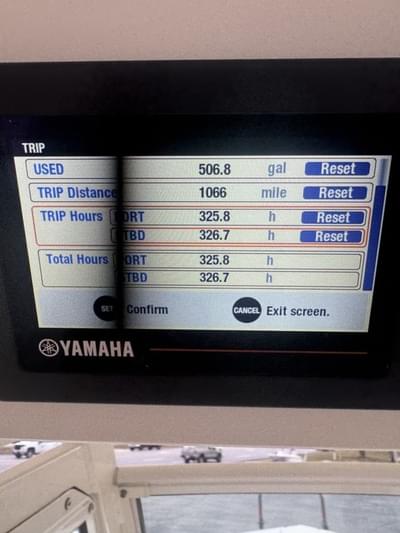 TRIP
USED 506.8 gal Reset
TRIP Distance 1066 mile Reset
TRIP Hours ORT 325.8 h Reset
TBD 326.7 h Reset
Total Hours ORT 325.8 h
TBD 326.7 h
SET Confirm CANCEL Exit screen.
YAMAHA